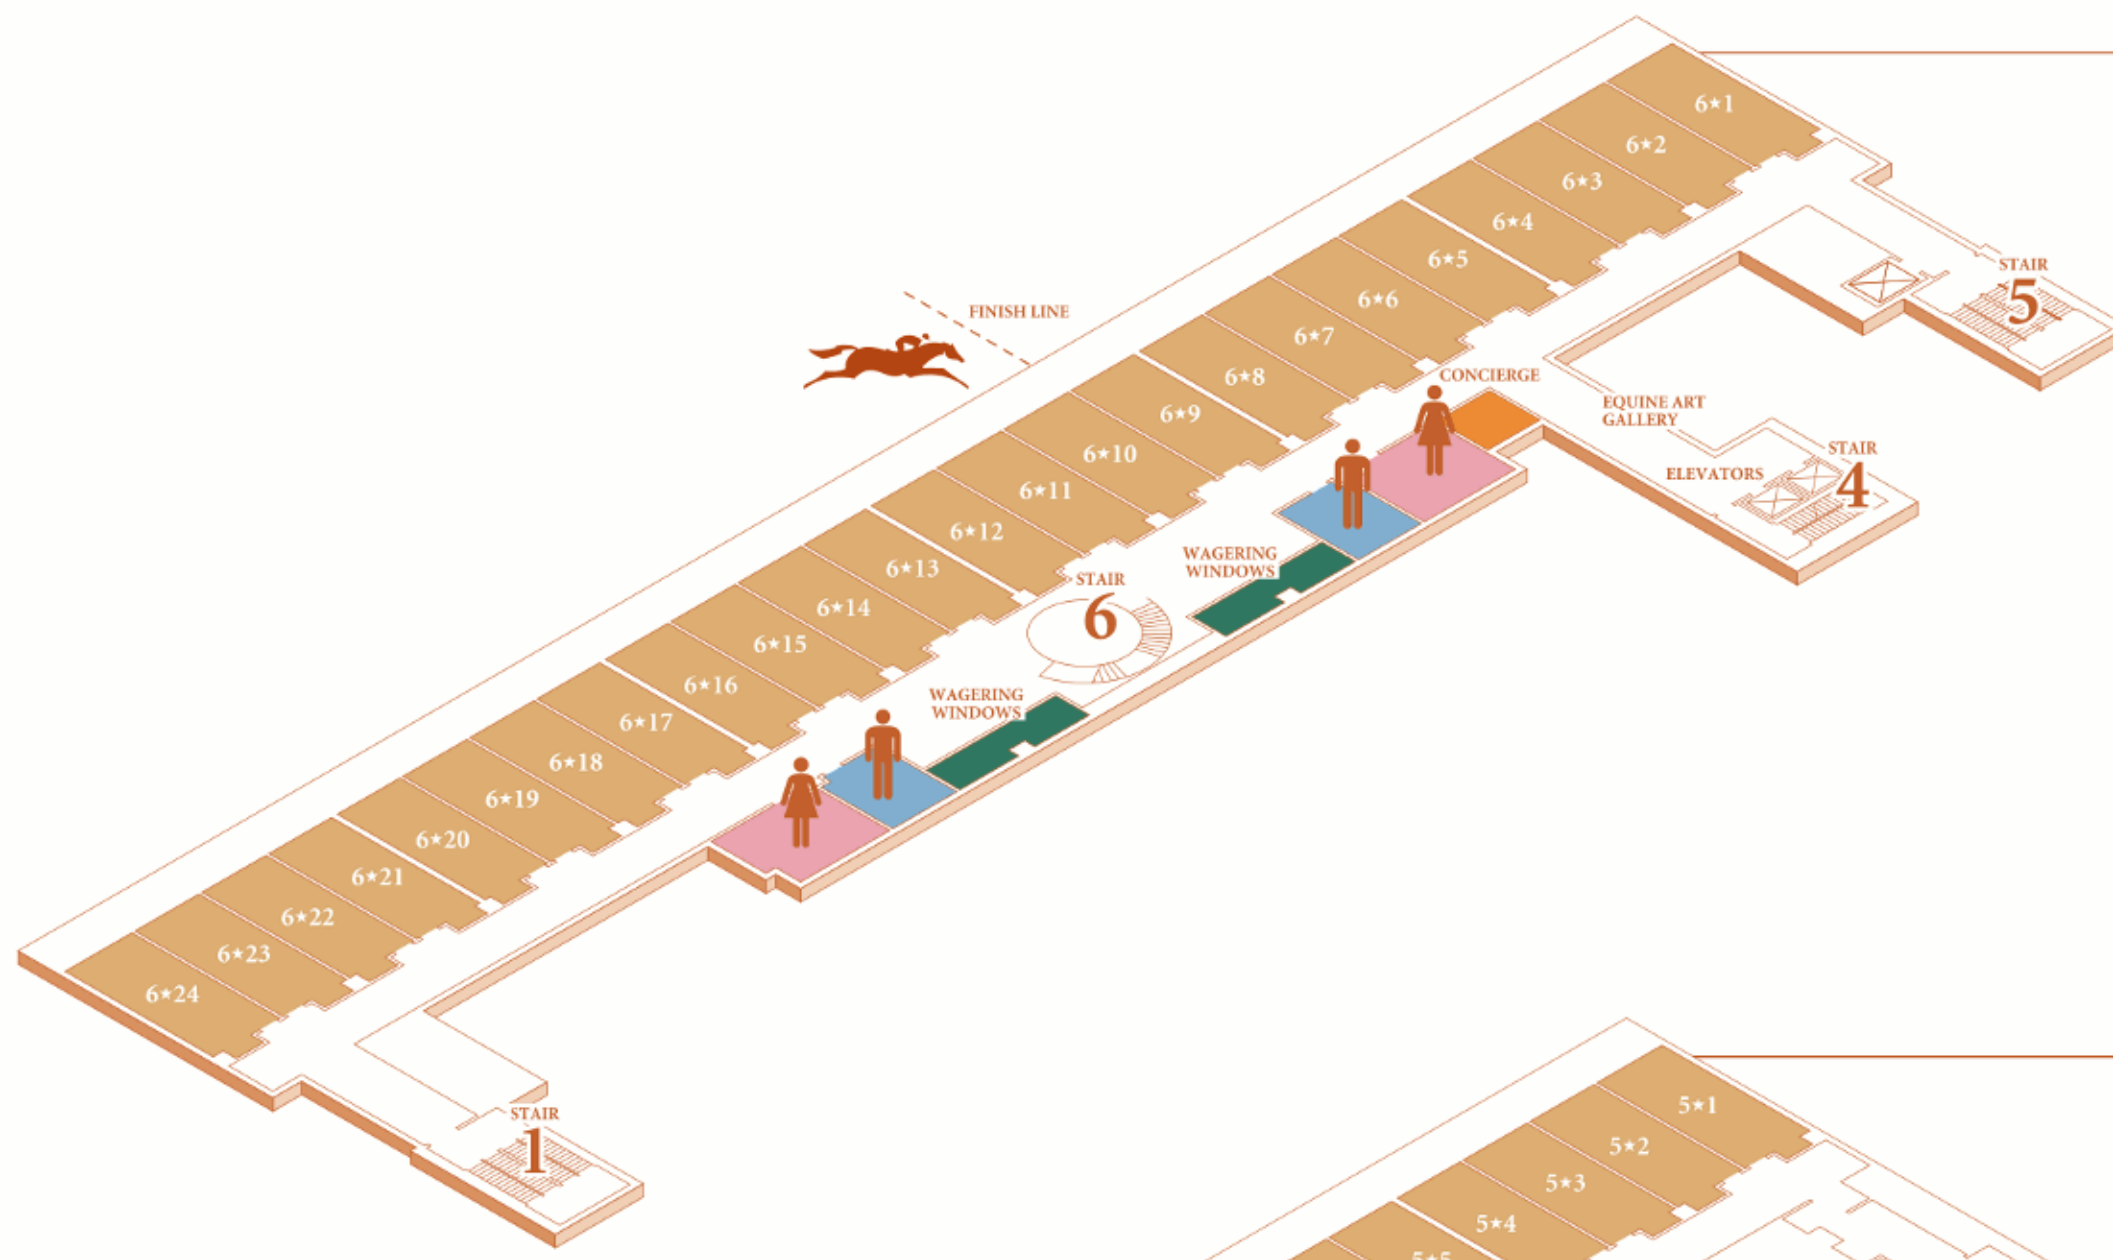 6★1
6★2
6★3
6★4
6★5
6★6
6★7
6★8
6★9
6★10
6★11
6★12
6★13
6★14
6★15
6★16
6★17
6★18
6★19
6★20
6★21
6★22
6★23
6★24
FINISH LINE
CONCIERGE
EQUINE ART
GALLERY
ELEVATORS
STAIR
5
STAIR
4
WAGERING
WINDOWS
STAIR
6
WAGERING
WINDOWS
STAIR
1
5★1
5★2
5★3
5★4
5★5